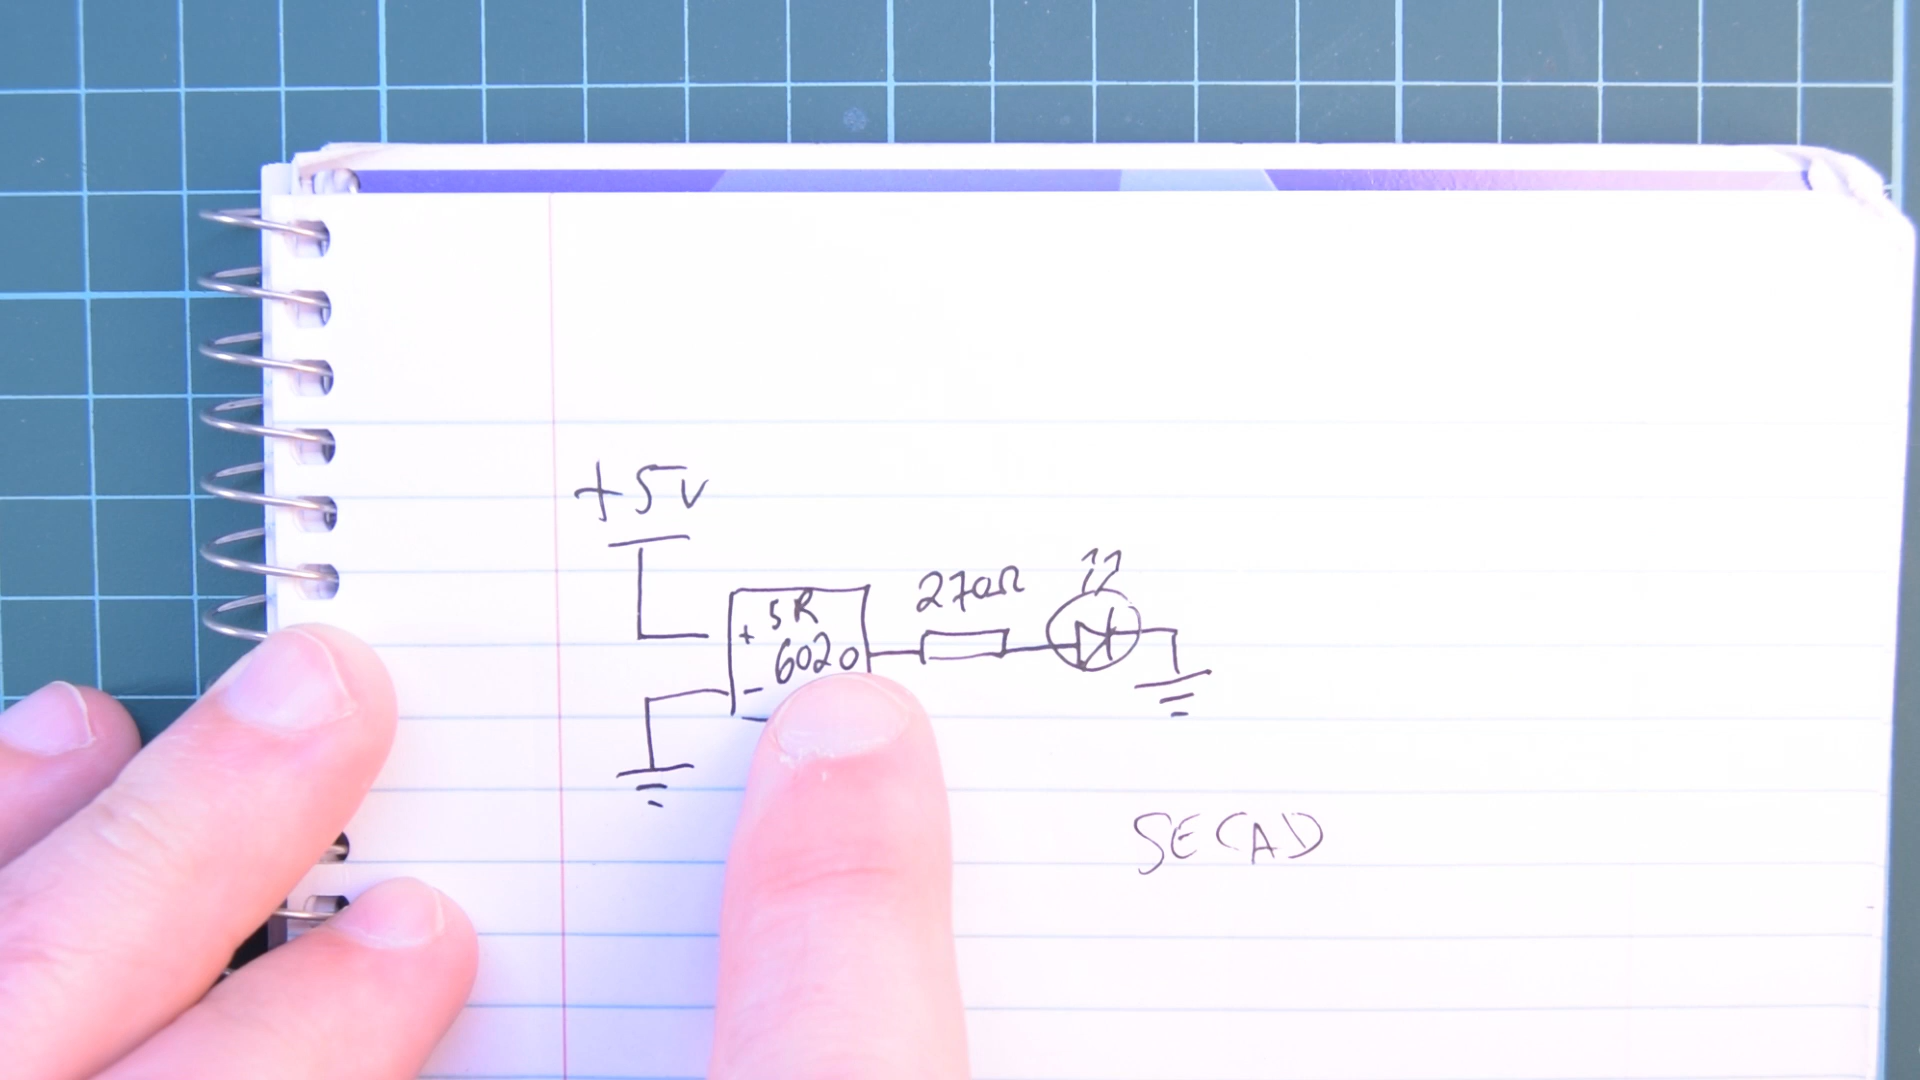 +5v
270Ω
+ SR
6020
-
SECAD